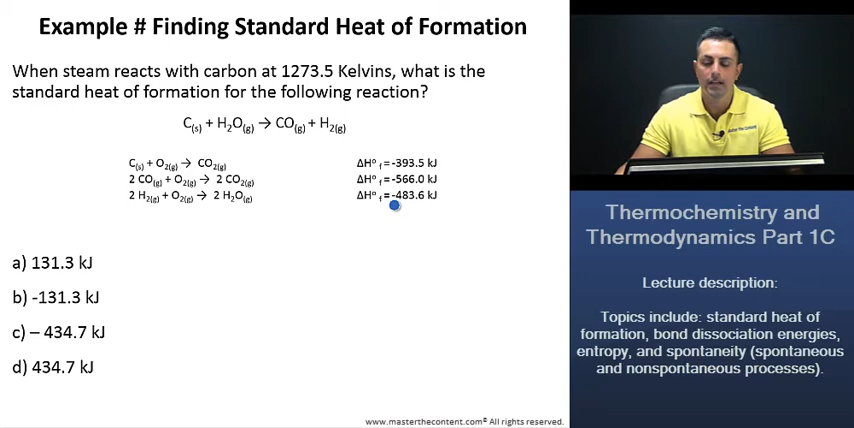 Example # Finding Standard Heat of Formation
When steam reacts with carbon at 1273.5 Kelvins, what is the
standard heat of formation for the following reaction?
C(s) + H₂O(g) → CO(g) + H₂(g)
C(s) + O₂(g) → CO₂(g) ΔH° f = -393.5 kJ
2 CO(g) + O₂(g) → 2 CO₂(g) ΔH° f = -566.0 kJ
2 H₂(g) + O₂(g) → 2 H₂O(g) ΔH° f = -483.6 kJ
a) 131.3 kJ
b) -131.3 kJ
c) – 434.7 kJ
d) 434.7 kJ
www.masterthecontent.com© All rights reserved.
Thermochemistry and
Thermodynamics Part 1C
Lecture description:
Topics include: standard heat of
formation, bond dissociation energies,
entropy, and spontaneity (spontaneous
and nonspontaneous processes).